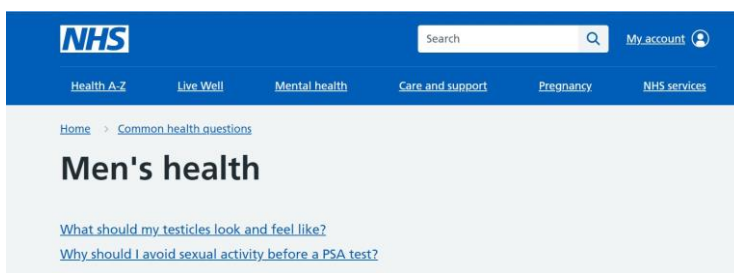 NHS
Search
My account
Health A-Z Live Well Mental health Care and support Pregnancy NHS services
Home > Common health questions
Men's health
What should my testicles look and feel like?
Why should I avoid sexual activity before a PSA test?